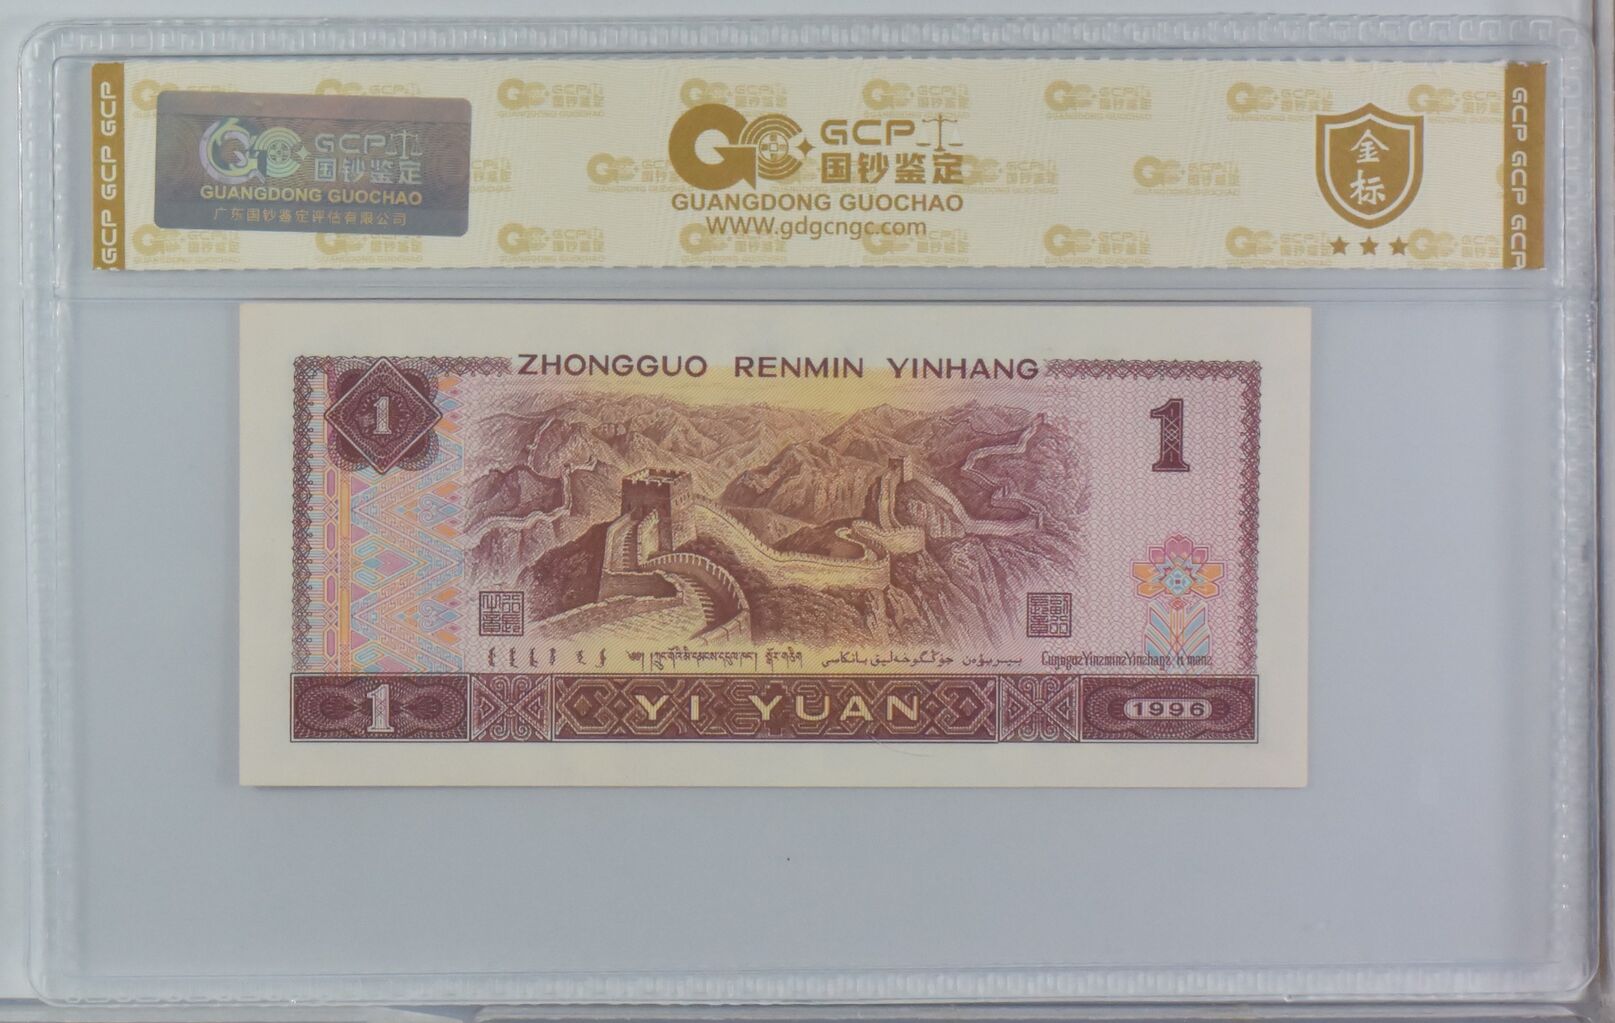 GCP
国钞鉴定
GUANGDONG GUOCHAO
广东国钞鉴定评估有限公司
GCP
国钞鉴定
GUANGDONG GUOCHAO
WWW.gdgcngc.com
金
标
GCP GCP GCP
GCP GCP GCP
ZHONGGUO RENMIN YINHANG
1
1
1
YI YUAN
1996